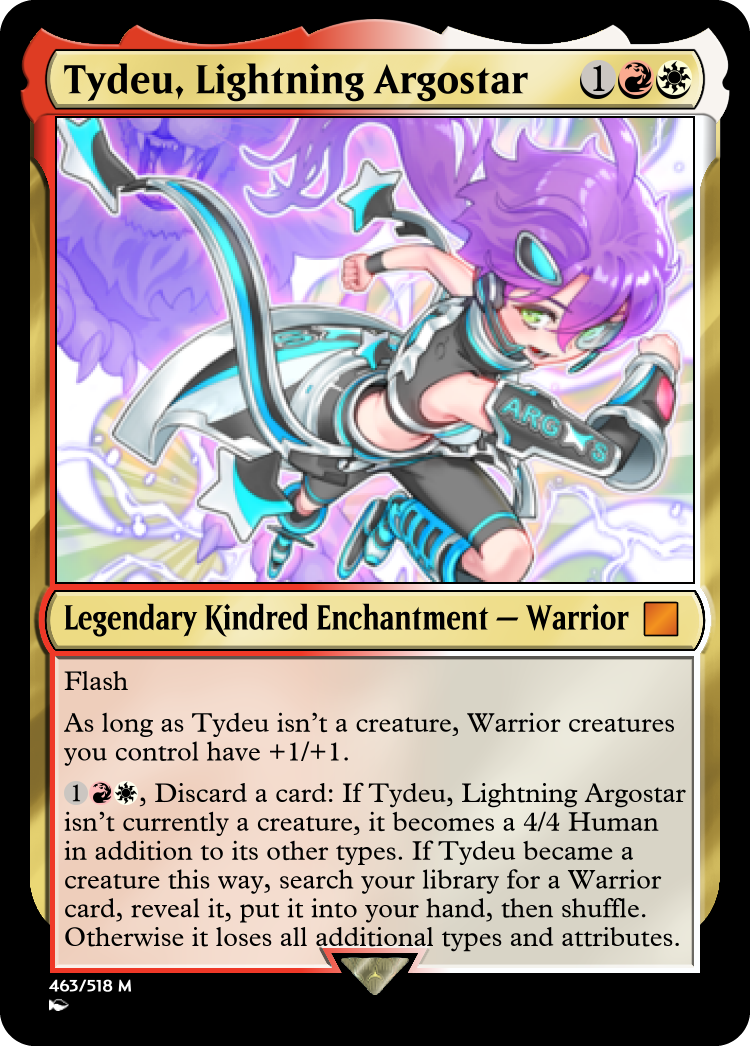 Tydeu, Lightning Argostar 1
ARG S
Legendary Kindred Enchantment – Warrior
Flash
As long as Tydeu isn't a creature, Warrior creatures
you control have +1/+1.
1, Discard a card: If Tydeu, Lightning Argostar
isn't currently a creature, it becomes a 4/4 Human
in addition to its other types. If Tydeu became a
creature this way, search your library for a Warrior
card, reveal it, put it into your hand, then shuffle.
Otherwise it loses all additional types and attributes.
463/518 M